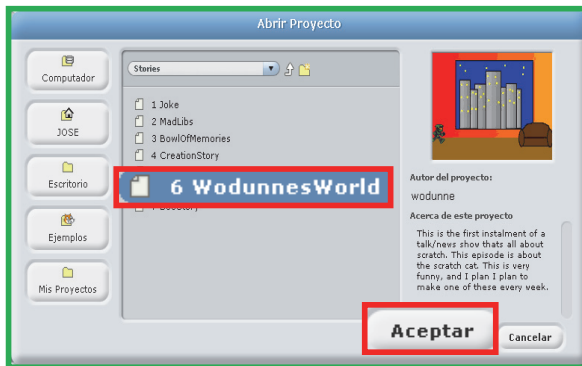 Abrir Proyecto
Computador
JOSE
Escritorio
Ejemplos
Mis Proyectos
Stories
1 Joke
2 MadLibs
3 BowlOfMemories
4 CreationStory
6 WodunnesWorld
Autor del proyecto:
wodunne
Acerca de este proyecto
This is the first instalment of a
talk/news show thats all about
scratch. This episode is about
the scratch cat. This is very
funny, and I plan I plan to
make one of these every week.
Aceptar
Cancelar